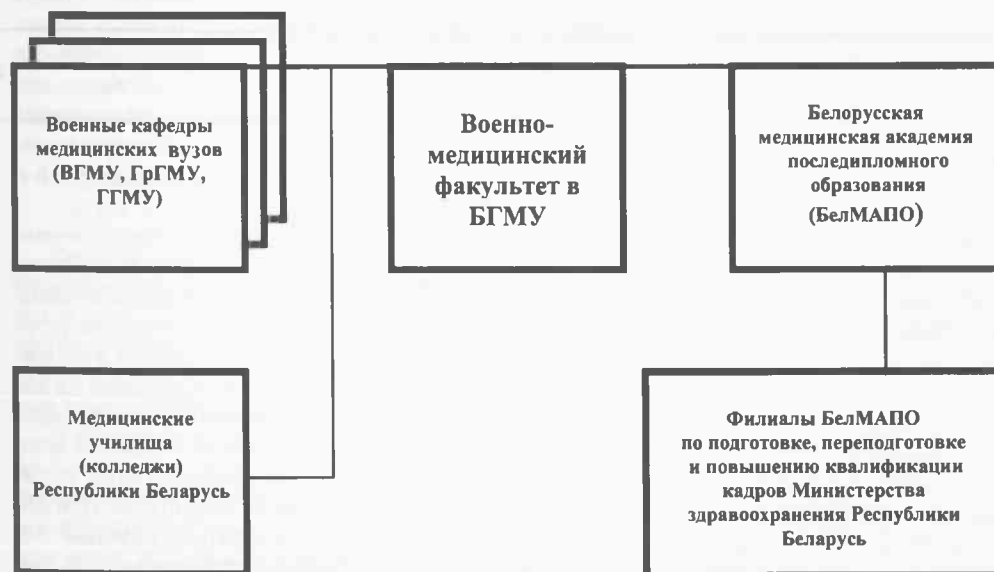 Военные кафедры
медицинских вузов
(ВГМУ, ГрГМУ,
ГГМУ)
Военно-
медицинский
факультет в
БГМУ
Белорусская
медицинская академия
последипломного
образования
(БелМАПО)
Медицинские
училища
(колледжи)
Республики Беларусь
Филиалы БелМАПО
по подготовке, переподготовке
и повышению квалификации
кадров Министерства
здравоохранения Республики
Беларусь